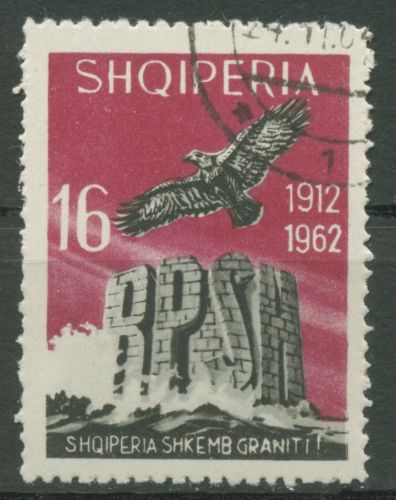 SHQIPERIA
16
1912
1962
RPSH
SHQIPERIA SHKEMB GRANITI!